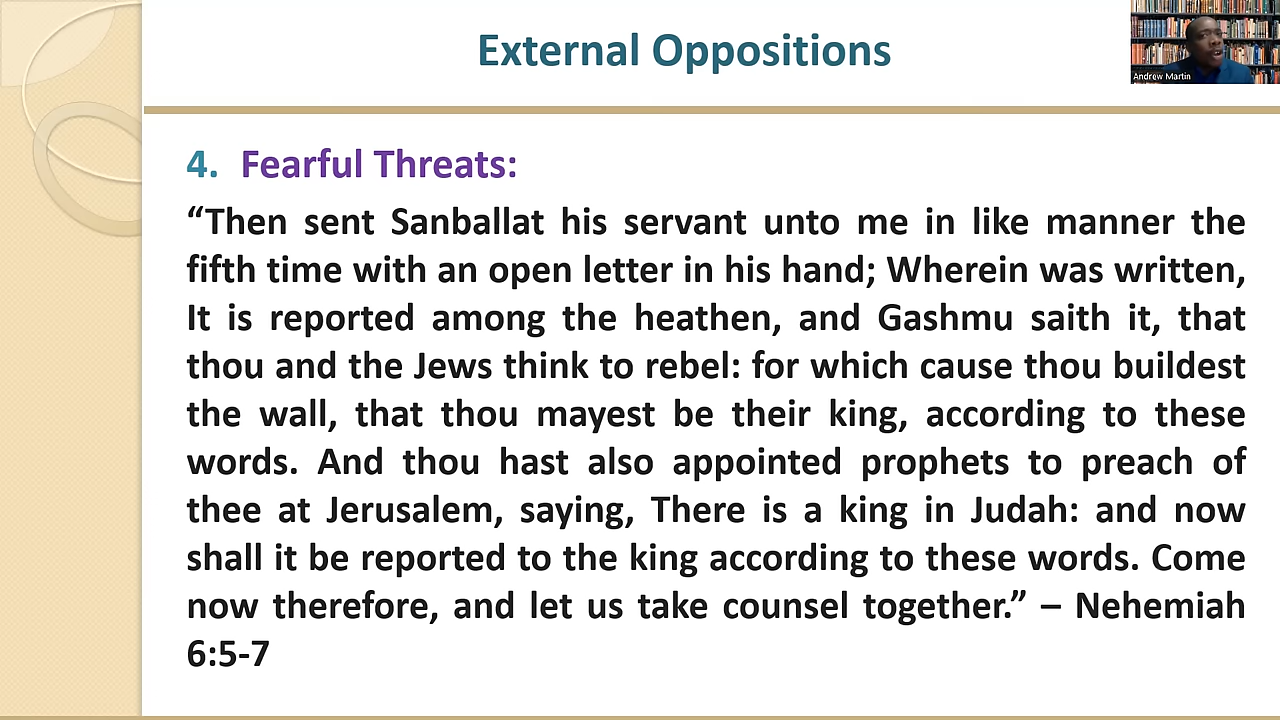 External Oppositions
Andrew Martin
4. Fearful Threats:
“Then sent Sanballat his servant unto me in like manner the
fifth time with an open letter in his hand; Wherein was written,
It is reported among the heathen, and Gashmu saith it, that
thou and the Jews think to rebel: for which cause thou buildest
the wall, that thou mayest be their king, according to these
words. And thou hast also appointed prophets to preach of
thee at Jerusalem, saying, There is a king in Judah: and now
shall it be reported to the king according to these words. Come
now therefore, and let us take counsel together.” – Nehemiah
6:5-7